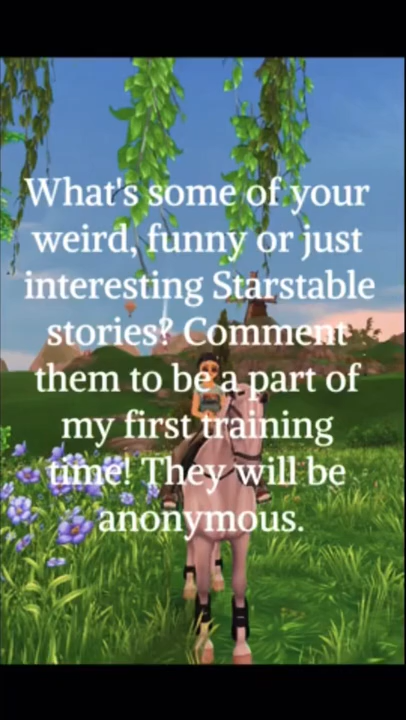 What's some of your
weird, funny or just
interesting Starstable
stories? Comment
them to be a part of
my first training
time! They will be
anonymous.